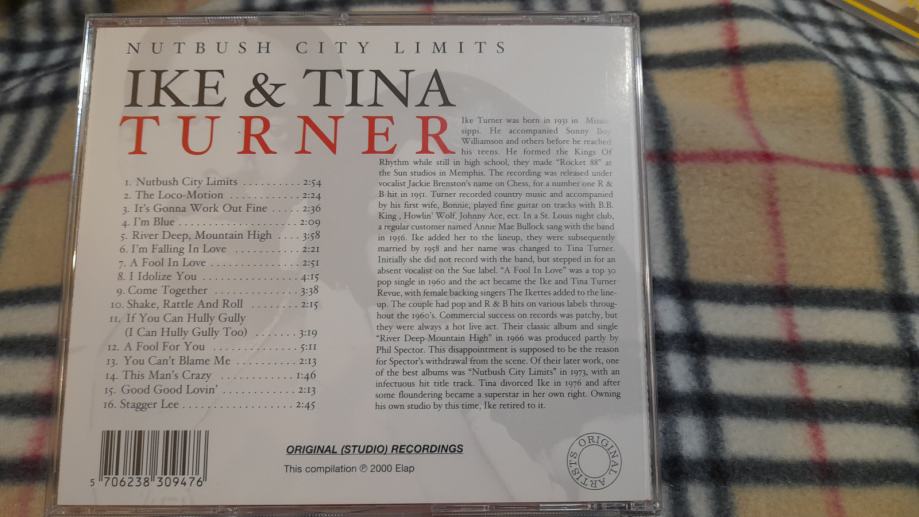 NUTBUSH CITY LIMITS
IKE & TINA
TURNER
1. Nutbush City Limits .......... 2:54
2. The Loco-Motion ............. 2:24
3. It's Gonna Work Out Fine ..... 2:36
4. I'm Blue ..................... 2:09
5. River Deep, Mountain High .... 3:58
6. I'm Falling In Love ........... 2:21
7. A Fool In Love ............... 2:51
8. I Idolize You ................. 4:15
9. Come Together .............. 3:38
10. Shake, Rattle And Roll ........ 2:15
11. If You Can Hully Gully
(I Can Hully Gully Too) ....... 3:19
12. A Fool For You ............... 5:11
13. You Can't Blame Me .......... 2:13
14. This Man's Crazy ............. 1:46
15. Good Good Lovin' ............ 2:13
16. Stagger Lee ................... 2:45
Ike Turner was born in 1931 in Missis-
sippi. He accompanied Sonny Boy
Williamson and others before he reached
his teens. He formed the Kings Of
Rhythm while still in high school, they made "Rocket 88" at
the Sun studios in Memphis. The recording was released under
vocalist Jackie Brenston's name on Chess, for a number one R &
B hit in 1951. Turner recorded country music and accompanied
by his first wife, Bonnie, played fine guitar on tracks with B.B.
King , Howlin' Wolf, Johnny Ace, ect. In a St. Louis night club,
a regular customer named Annie Mae Bullock sang with the band
in 1956. Ike added her to the lineup, they were subsequently
married by 1958 and her name was changed to Tina Turner.
Initially she did not record with the band, but stepped in for an
absent vocalist on the Sue label. "A Fool In Love" was a top 30
pop single in 1960 and the act became the Ike and Tina Turner
Revue, with female backing singers The Ikettes added to the line-
up. The couple had pop and R & B hits on various labels throug-
hout the 1960's. Commercial success on records was patchy, but
they were always a hot live act. Their classic album and single
"River Deep-Mountain High" in 1966 was produced partly by
Phil Spector. This disappointment is supposed to be the reason
for Spector's withdrawal from the scene. Of their later work, one
of the best albums was "Nutbush City Limits" in 1973, with an
infectuous hit title track. Tina divorced Ike in 1976 and after
some floundering became a superstar in her own right. Owning
his own studio by this time, Ike retired to it.
5 706238 309476
ORIGINAL (STUDIO) RECORDINGS
This compilation ℗ 2000 Elap
ORIGINAL ARTISTS